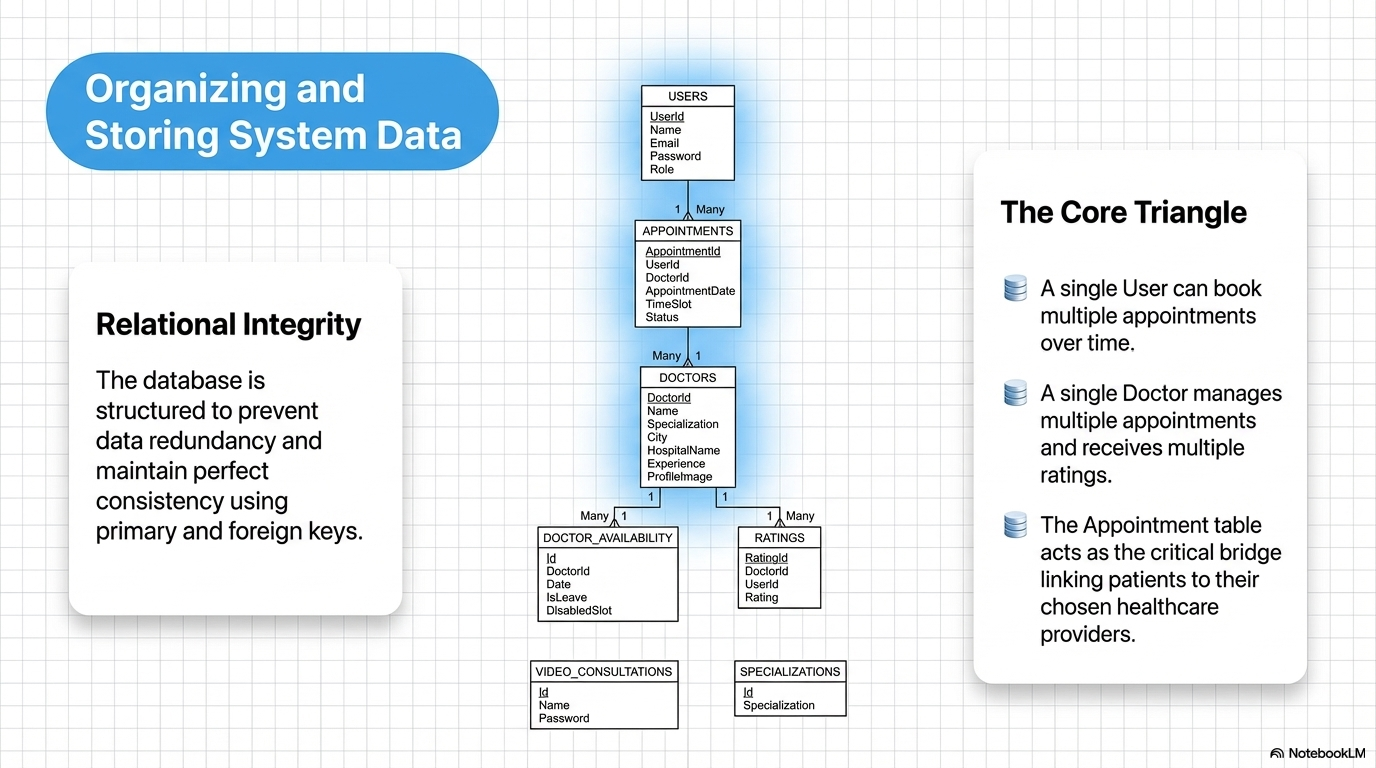 Organizing and
Storing System Data
Relational Integrity
The database is
structured to prevent
data redundancy and
maintain perfect
consistency using
primary and foreign keys.
USERS
UserId
Name
Email
Password
Role
1 Many
APPOINTMENTS
AppointmentId
UserId
DoctorId
AppointmentDate
TimeSlot
Status
Many 1
DOCTORS
DoctorId
Name
Specialization
City
HospitalName
Experience
ProfileImage
1
1
Many 1
1 Many
DOCTOR_AVAILABILITY
Id
DoctorId
Date
IsLeave
DIsabledSlot
RATINGS
RatingId
DoctorId
UserId
Rating
VIDEO_CONSULTATIONS
Id
Name
Password
SPECIALIZATIONS
Id
Specialization
The Core Triangle
A single User can book
multiple appointments
over time.
A single Doctor manages
multiple appointments
and receives multiple
ratings.
The Appointment table
acts as the critical bridge
linking patients to their
chosen healthcare
providers.
NotebookLM